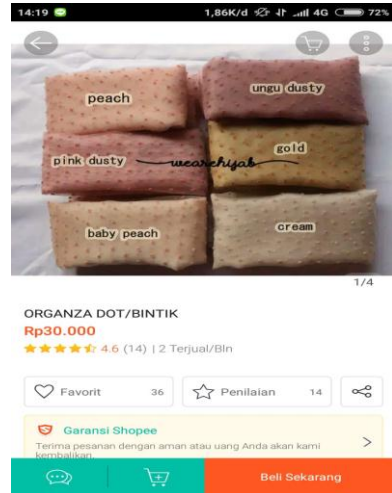 14:19 1,86K/d 4G 72%
peach
ungu dusty
pink dusty
wearehijab
gold
baby peach
cream
1/4
ORGANZA DOT/BINTIK
Rp30.000
4.6 (14) | 2 Terjual/Bln
Favorit 36 Penilaian 14
Garansi Shopee
Terima pesanan dengan aman atau uang Anda akan kami
kembalikan.
Beli Sekarang